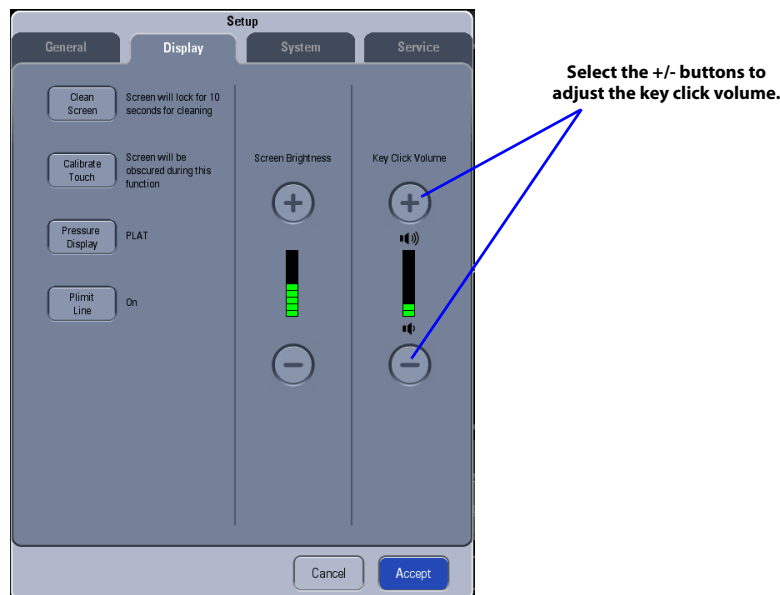 Setup
General
Display
System
Service
Select the +/- buttons to
adjust the key click volume.
Clean
Screen
Screen will lock for 10
seconds for cleaning
Calibrate
Touch
Screen will be
obscured during this
function
Pressure
Display
PLAT
Plimit
Line
On
Screen Brightness
Key Click Volume
+
+
−
−
Cancel
Accept